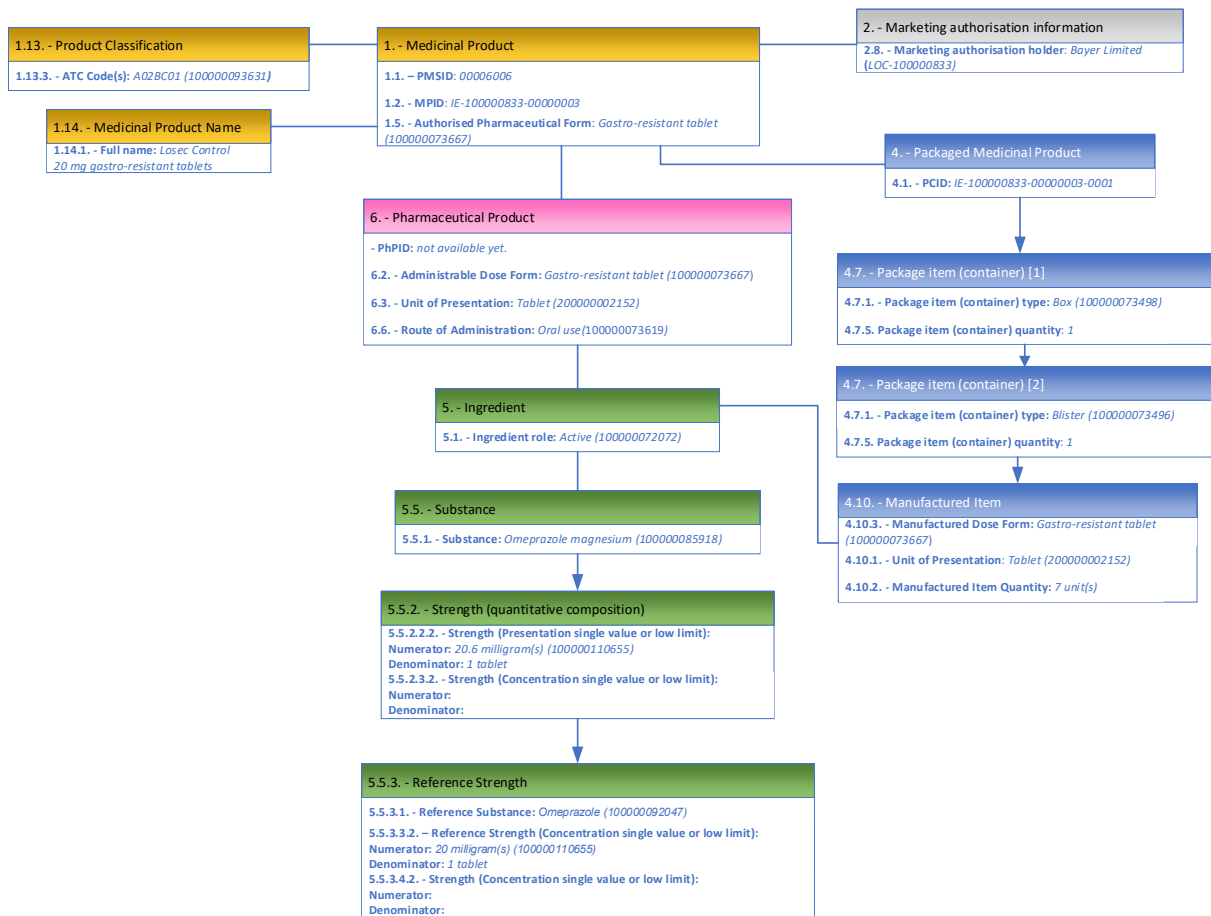 1.13. - Product Classification
1.13.3. - ATC Code(s): A02BC01 (100000093631)
1.14. - Medicinal Product Name
1.14.1. - Full name: Losec Control
20 mg gastro-resistant tablets
1. - Medicinal Product
1.1. – PMSID: 00006006
1.2. - MPID: IE-100000833-00000003
1.5. - Authorised Pharmaceutical Form: Gastro-resistant tablet
(100000073667)
2. - Marketing authorisation information
2.8. - Marketing authorisation holder: Bayer Limited
(LOC-100000833)
4. - Packaged Medicinal Product
4.1. - PCID: IE-100000833-00000003-0001
6. - Pharmaceutical Product
- PhPID: not available yet.
6.2. - Administrable Dose Form: Gastro-resistant tablet (100000073667)
6.3. - Unit of Presentation: Tablet (200000002152)
6.6. - Route of Administration: Oral use(100000073619)
4.7. - Package item (container) [1]
4.7.1. - Package item (container) type: Box (100000073498)
4.7.5. Package item (container) quantity: 1
4.7. - Package item (container) [2]
4.7.1. - Package item (container) type: Blister (100000073496)
4.7.5. Package item (container) quantity: 1
4.10. - Manufactured Item
4.10.3. - Manufactured Dose Form: Gastro-resistant tablet
(100000073667)
4.10.1. - Unit of Presentation: Tablet (200000002152)
4.10.2. - Manufactured Item Quantity: 7 unit(s)
5. - Ingredient
5.1. - Ingredient role: Active (100000072072)
5.5. - Substance
5.5.1. - Substance: Omeprazole magnesium (100000085918)
5.5.2. - Strength (quantitative composition)
5.5.2.2.2. - Strength (Presentation single value or low limit):
Numerator: 20.6 milligram(s) (100000110655)
Denominator: 1 tablet
5.5.2.3.2. - Strength (Concentration single value or low limit):
Numerator:
Denominator:
5.5.3. - Reference Strength
5.5.3.1. - Reference Substance: Omeprazole (100000092047)
5.5.3.3.2. – Reference Strength (Concentration single value or low limit):
Numerator: 20 milligram(s) (100000110655)
Denominator: 1 tablet
5.5.3.4.2. - Strength (Concentration single value or low limit):
Numerator:
Denominator: